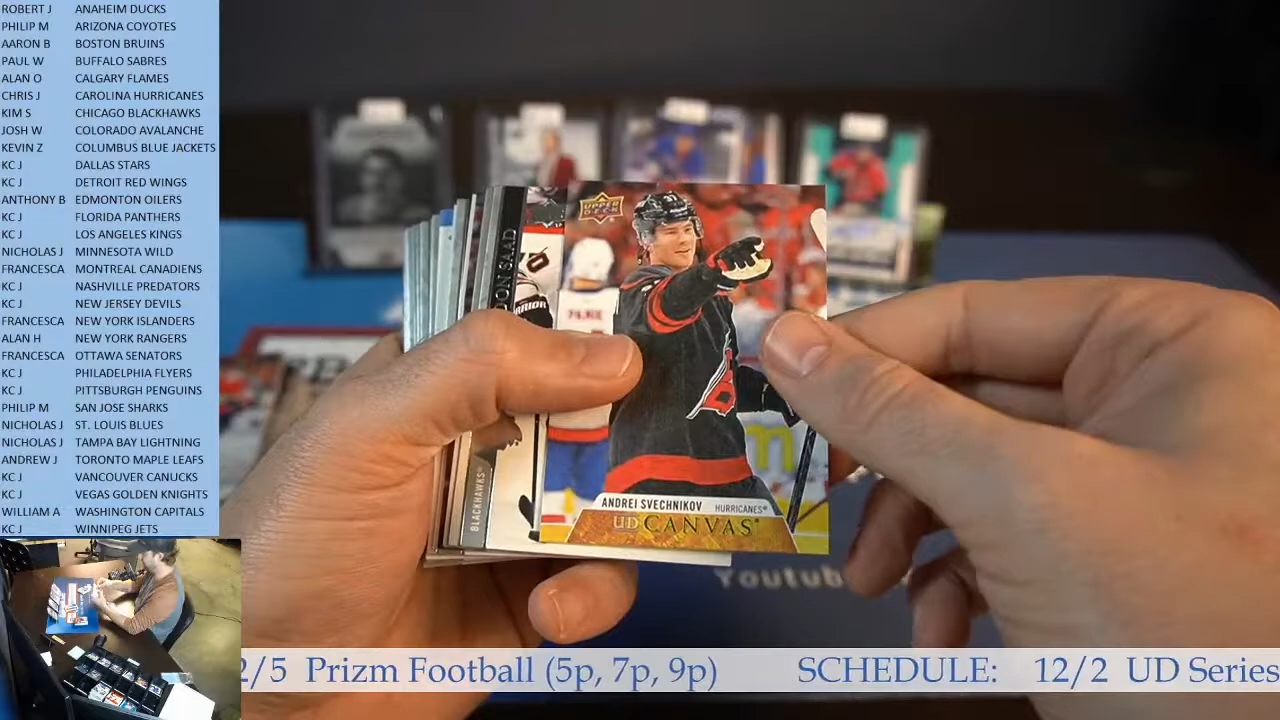 ROBERT J ANAHEIM DUCKS
PHILIP M ARIZONA COYOTES
AARON B BOSTON BRUINS
PAUL W BUFFALO SABRES
ALAN O CALGARY FLAMES
CHRIS J CAROLINA HURRICANES
KIM S CHICAGO BLACKHAWKS
JOSH W COLORADO AVALANCHE
KEVIN Z COLUMBUS BLUE JACKETS
KC J DALLAS STARS
KC J DETROIT RED WINGS
ANTHONY B EDMONTON OILERS
KC J FLORIDA PANTHERS
KC J LOS ANGELES KINGS
NICHOLAS J MINNESOTA WILD
FRANCESCA MONTREAL CANADIENS
KC J NASHVILLE PREDATORS
KC J NEW JERSEY DEVILS
FRANCESCA NEW YORK ISLANDERS
ALAN H NEW YORK RANGERS
FRANCESCA OTTAWA SENATORS
KC J PHILADELPHIA FLYERS
KC J PITTSBURGH PENGUINS
PHILIP M SAN JOSE SHARKS
NICHOLAS J ST. LOUIS BLUES
NICHOLAS J TAMPA BAY LIGHTNING
ANDREW J TORONTO MAPLE LEAFS
KC J VANCOUVER CANUCKS
KC J VEGAS GOLDEN KNIGHTS
WILLIAM A WASHINGTON CAPITALS
KC J WINNIPEG JETS
UPPER DECK
DON SAAD
BLACKHAWKS
ANDREI SVECHNIKOV HURRICANES
UD CANVAS
Youtub
2/5 Prizm Football (5p, 7p, 9p) SCHEDULE: 12/2 UD Series